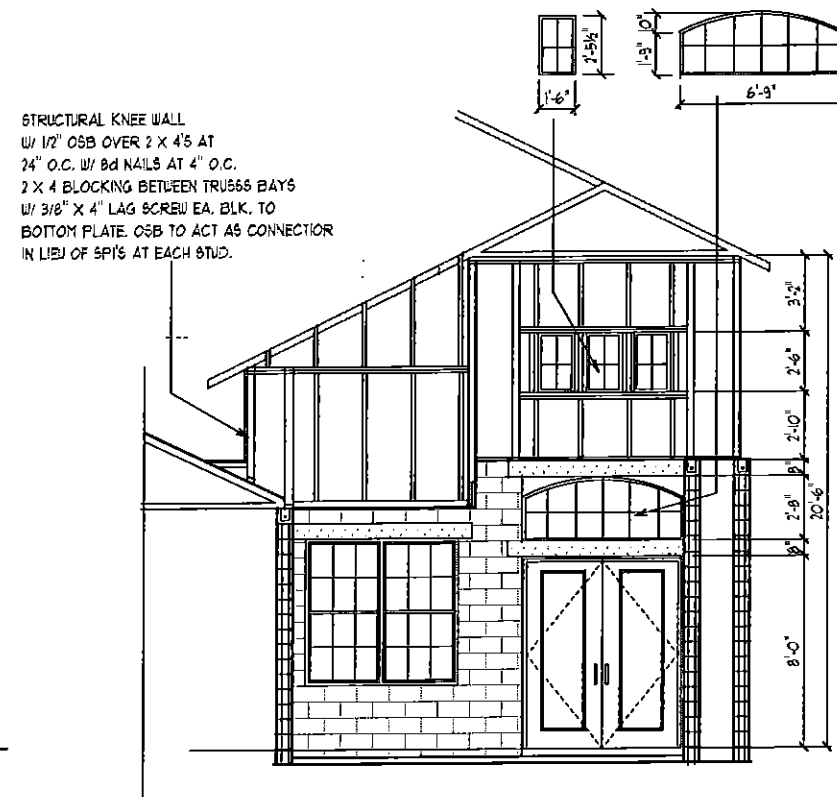 STRUCTURAL KNEE WALL
W/ 1/2" OSB OVER 2 X 4'S AT
24" O.C. W/ 8d NAILS AT 4" O.C.
2 X 4 BLOCKING BETWEEN TRUSSS BAYS
W/ 3/8" X 4" LAG SCREW EA. BLK. TO
BOTTOM PLATE. OSB TO ACT AS CONNECTIOR
IN LIEU OF SPI'S AT EACH STUD.
2'-5½"
1'-6"
10"
1'-9"
6'-9"
3'-2"
2'-6"
2'-10"
8"
2'-8"
8"
8'-0"
20'-6"